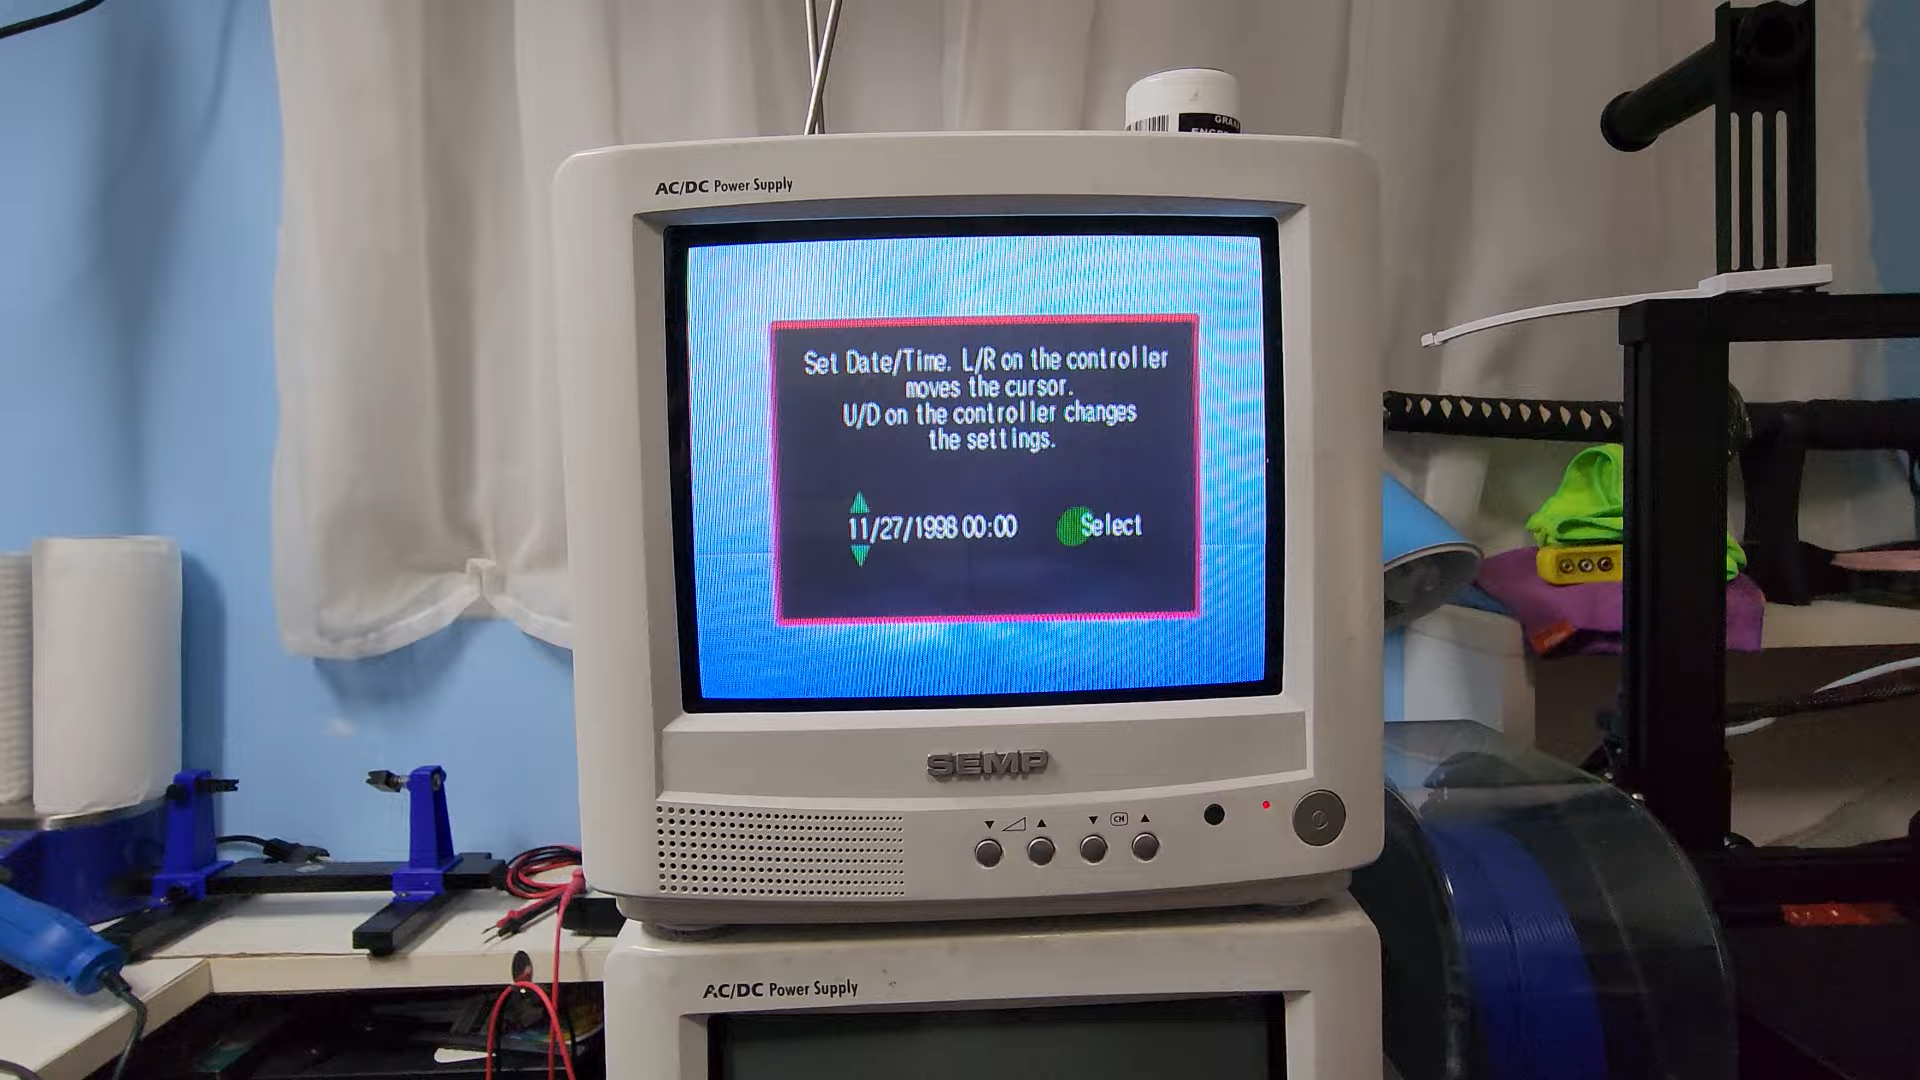 GRA
AC/DC Power Supply
Set Date/Time. L/R on the controller
moves the cursor.
U/D on the controller changes
the settings.
11/27/1998 00:00
Select
SEMP
CH
AC/DC Power Supply